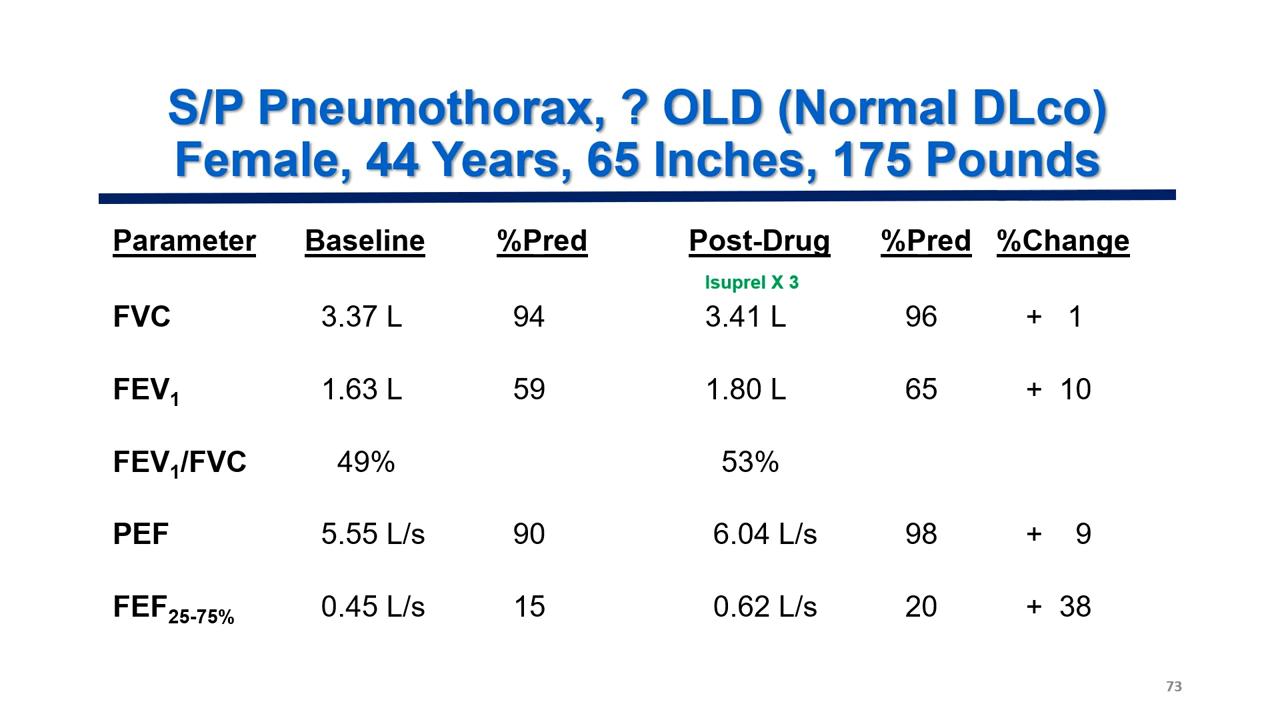 S/P Pneumothorax, ? OLD (Normal DLco)
Female, 44 Years, 65 Inches, 175 Pounds
Parameter Baseline %Pred Post-Drug %Pred %Change
Isuprel X 3
FVC 3.37 L 94 3.41 L 96 + 1
FEV1 1.63 L 59 1.80 L 65 + 10
FEV1/FVC 49% 53%
PEF 5.55 L/s 90 6.04 L/s 98 + 9
FEF25-75% 0.45 L/s 15 0.62 L/s 20 + 38
73